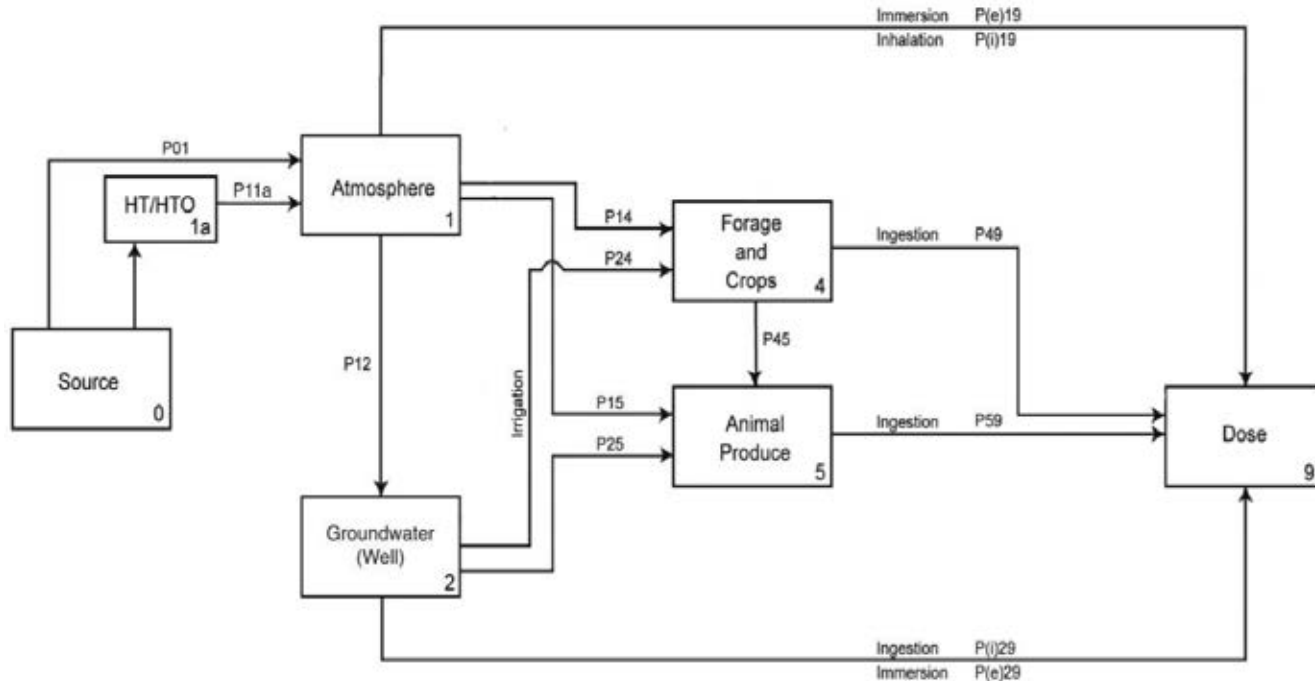 Immersion P(e)19
Inhalation P(i)19
P01
HT/HTO
1a
P11a
Atmosphere
1
P14
P24
Forage
and
Crops
4
Ingestion P49
Source
0
P12
Irrigation
P45
P15
P25
Animal
Produce
5
Ingestion P59
Dose
9
Groundwater
(Well)
2
Ingestion P(i)29
Immersion P(e)29